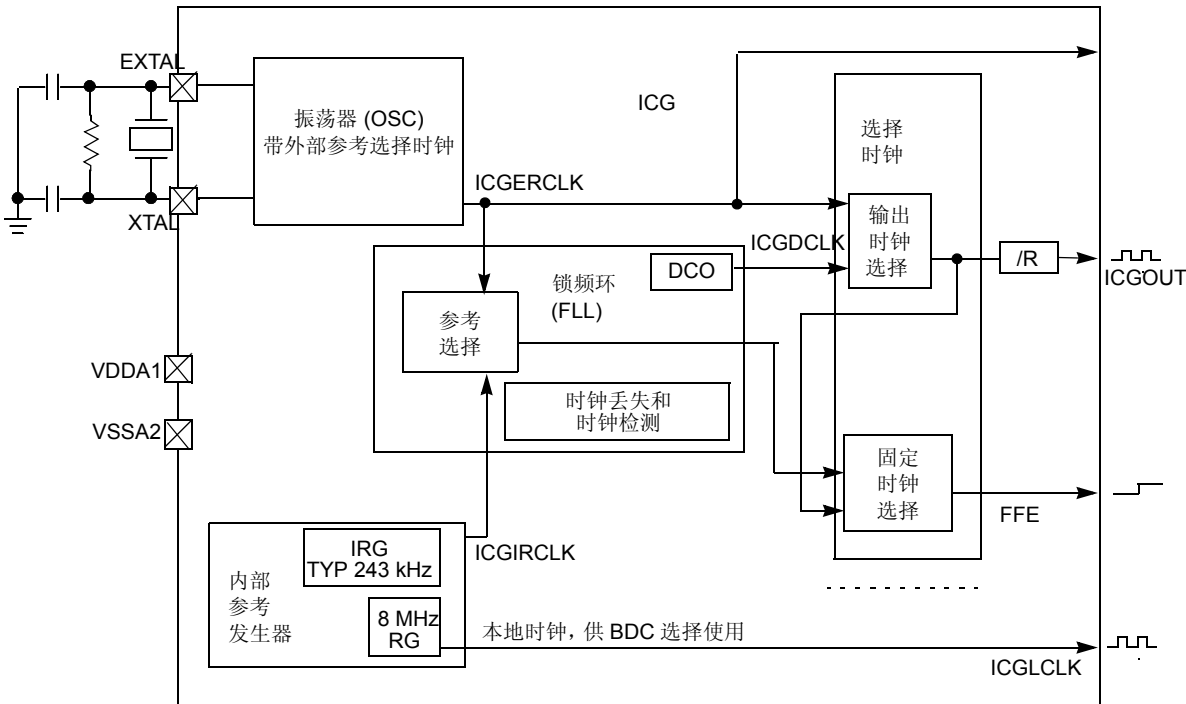 EXTAL
振荡器 (OSC)
带外部参考选择时钟
ICG
选择
时钟
XTAL
ICGERCLK
输出
时钟
选择
ICGDCLK
DCO
/R
ICGOUT
锁频环
(FLL)
参考
选择
VDDA1
时钟丢失和
时钟检测
VSSA2
固定
时钟
选择
FFE
IRG
TYP 243 kHz
ICGIRCLK
内部
参考
发生器
8 MHz
RG
本地时钟, 供 BDC 选择使用
ICGLCLK